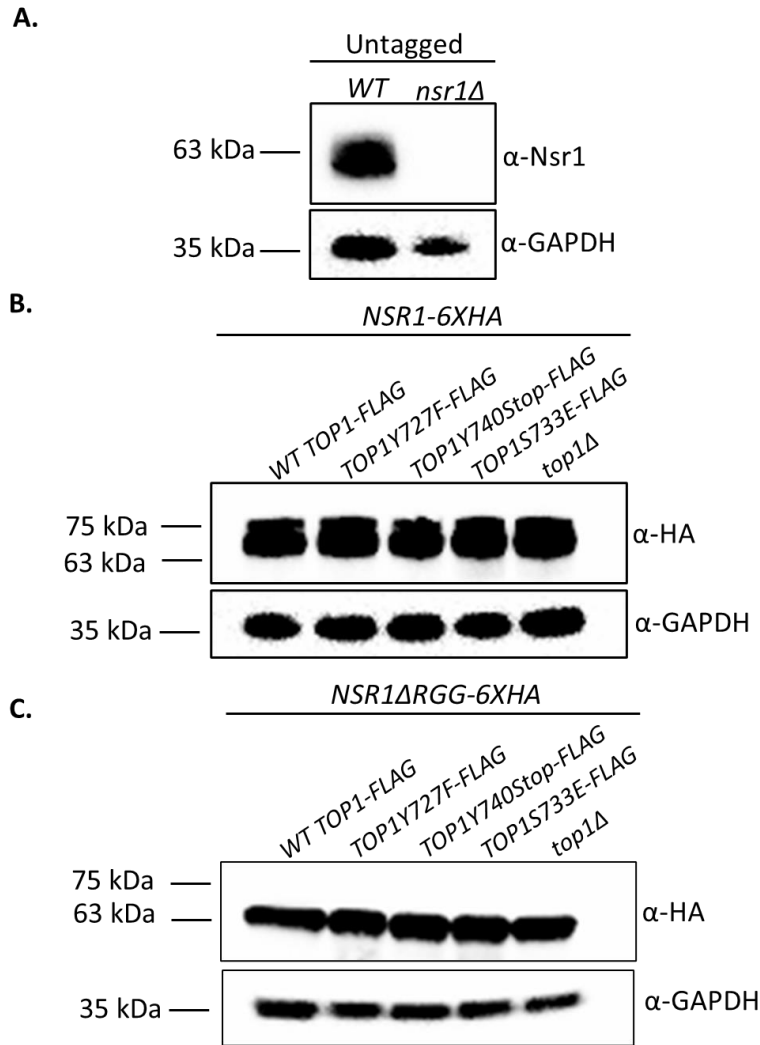 A.
Untagged
WT nsr1Δ
63 kDa
α-Nsr1
35 kDa
α-GAPDH
B.
NSR1-6XHA
WT TOP1-FLAG
TOP1Y727F-FLAG
TOP1Y740Stop-FLAG
TOP1S733E-FLAG
top1Δ
75 kDa
α-HA
63 kDa
35 kDa
α-GAPDH
C.
NSR1ΔRGG-6XHA
WT TOP1-FLAG
TOP1Y727F-FLAG
TOP1Y740Stop-FLAG
TOP1S733E-FLAG
top1Δ
75 kDa
63 kDa
α-HA
35 kDa
α-GAPDH